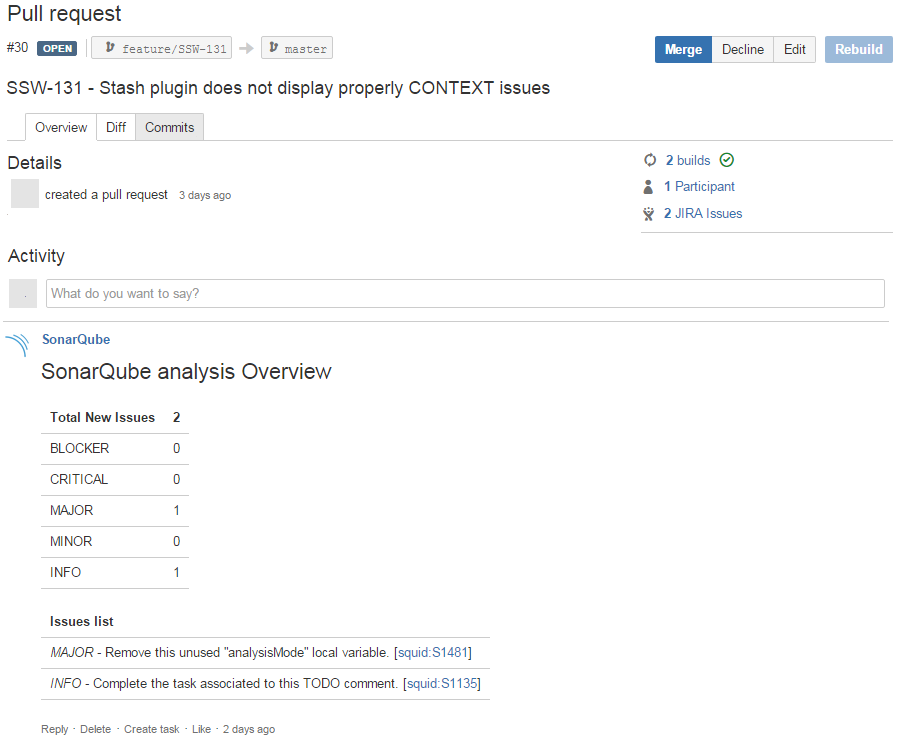 Pull request
#30 OPEN feature/SSW-131 master Merge Decline Edit Rebuild
SSW-131 - Stash plugin does not display properly CONTEXT issues
Overview Diff Commits
Details
created a pull request 3 days ago
2 builds
1 Participant
2 JIRA Issues
Activity
What do you want to say?
SonarQube
SonarQube analysis Overview
Total New Issues 2
BLOCKER 0
CRITICAL 0
MAJOR 1
MINOR 0
INFO 1
Issues list
MAJOR - Remove this unused "analysisMode" local variable. [squid:S1481]
INFO - Complete the task associated to this TODO comment. [squid:S1135]
Reply · Delete · Create task · Like · 2 days ago